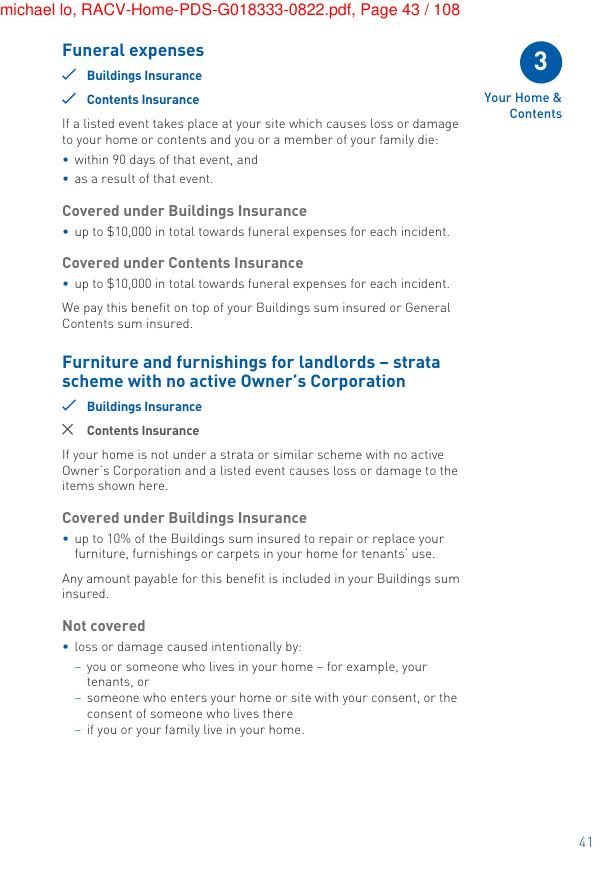 michael lo, RACV-Home-PDS-G018333-0822.pdf, Page 43 / 108
Funeral expenses
✓ Buildings Insurance
✓ Contents Insurance
If a listed event takes place at your site which causes loss or damage
to your home or contents and you or a member of your family die:
• within 90 days of that event, and
• as a result of that event.
Covered under Buildings Insurance
• up to $10,000 in total towards funeral expenses for each incident.
Covered under Contents Insurance
• up to $10,000 in total towards funeral expenses for each incident.
We pay this benefit on top of your Buildings sum insured or General
Contents sum insured.
Furniture and furnishings for landlords – strata
scheme with no active Owner's Corporation
✓ Buildings Insurance
✕ Contents Insurance
If your home is not under a strata or similar scheme with no active
Owner's Corporation and a listed event causes loss or damage to the
items shown here.
Covered under Buildings Insurance
• up to 10% of the Buildings sum insured to repair or replace your
furniture, furnishings or carpets in your home for tenants' use.
Any amount payable for this benefit is included in your Buildings sum
insured.
Not covered
• loss or damage caused intentionally by:
– you or someone who lives in your home – for example, your
tenants, or
– someone who enters your home or site with your consent, or the
consent of someone who lives there
– if you or your family live in your home.
3
Your Home &
Contents
41